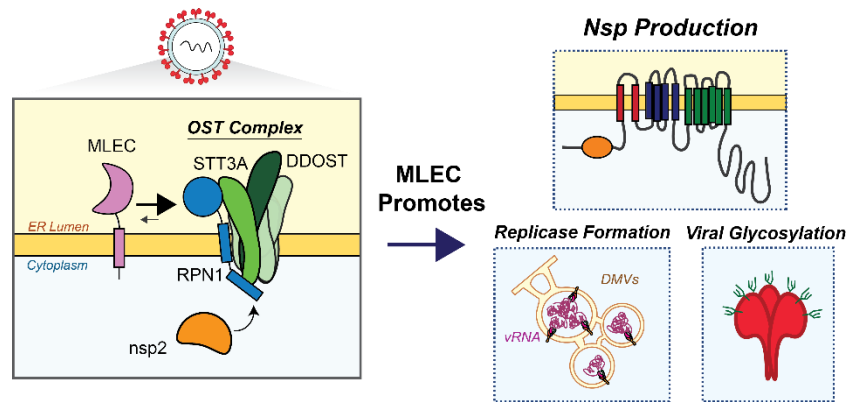 OST Complex
MLEC
STT3A
DDOST
ER Lumen
Cytoplasm
RPN1
nsp2
MLEC
Promotes
Nsp Production
Replicase Formation
DMVs
vRNA
Viral Glycosylation